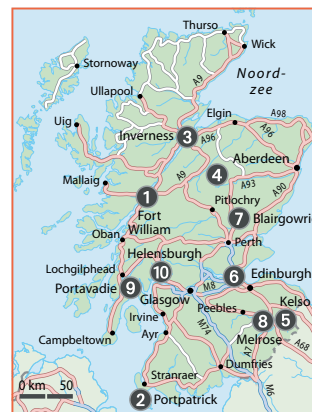 Thurso
Wick
Stornoway
Noord-
zee
A9
Ullapool
Uig
Elgin
A98
Inverness
3
A96
A96
Aberdeen
4
Mallaig
A9
A93
A90
1
Pitlochry
Fort
William
7
Blairgowrie
Oban
Perth
Helensburgh
Lochgilphead
10
6
Portavadie
9
M8
Edinburgh
Glasgow
Kelso
Peebles
8
5
Irvine
M74
Campbeltown
Ayr
Melrose
A68
A7
0 km
50
Stranraer
Dumfries
2
Portpatrick
M6